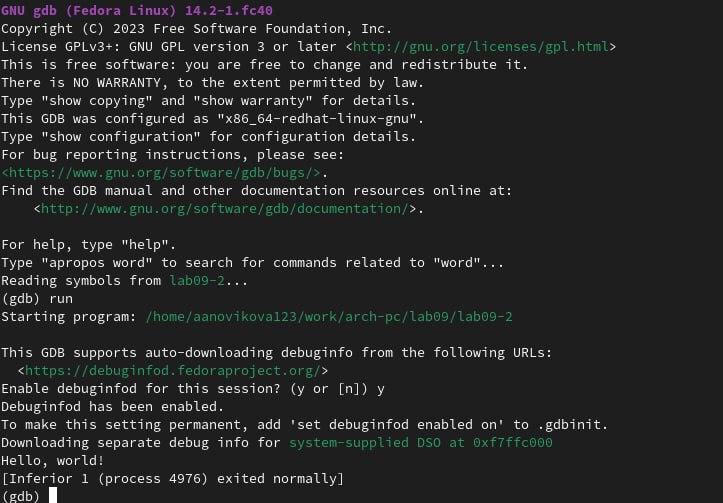 GNU gdb (Fedora Linux) 14.2-1.fc40
Copyright (C) 2023 Free Software Foundation, Inc.
License GPLv3+: GNU GPL version 3 or later <http://gnu.org/licenses/gpl.html>
This is free software: you are free to change and redistribute it.
There is NO WARRANTY, to the extent permitted by law.
Type "show copying" and "show warranty" for details.
This GDB was configured as "x86_64-redhat-linux-gnu".
Type "show configuration" for configuration details.
For bug reporting instructions, please see:
<https://www.gnu.org/software/gdb/bugs/>.
Find the GDB manual and other documentation resources online at:
    <http://www.gnu.org/software/gdb/documentation/>.

For help, type "help".
Type "apropos word" to search for commands related to "word"...
Reading symbols from lab09-2...
(gdb) run
Starting program: /home/aanovikova123/work/arch-pc/lab09/lab09-2

This GDB supports auto-downloading debuginfo from the following URLs:
  <https://debuginfod.fedoraproject.org/>
Enable debuginfod for this session? (y or [n]) y
Debuginfod has been enabled.
To make this setting permanent, add 'set debuginfod enabled on' to .gdbinit.
Downloading separate debug info for system-supplied DSO at 0xf7ffc000
Hello, world!
[Inferior 1 (process 4976) exited normally]
(gdb)